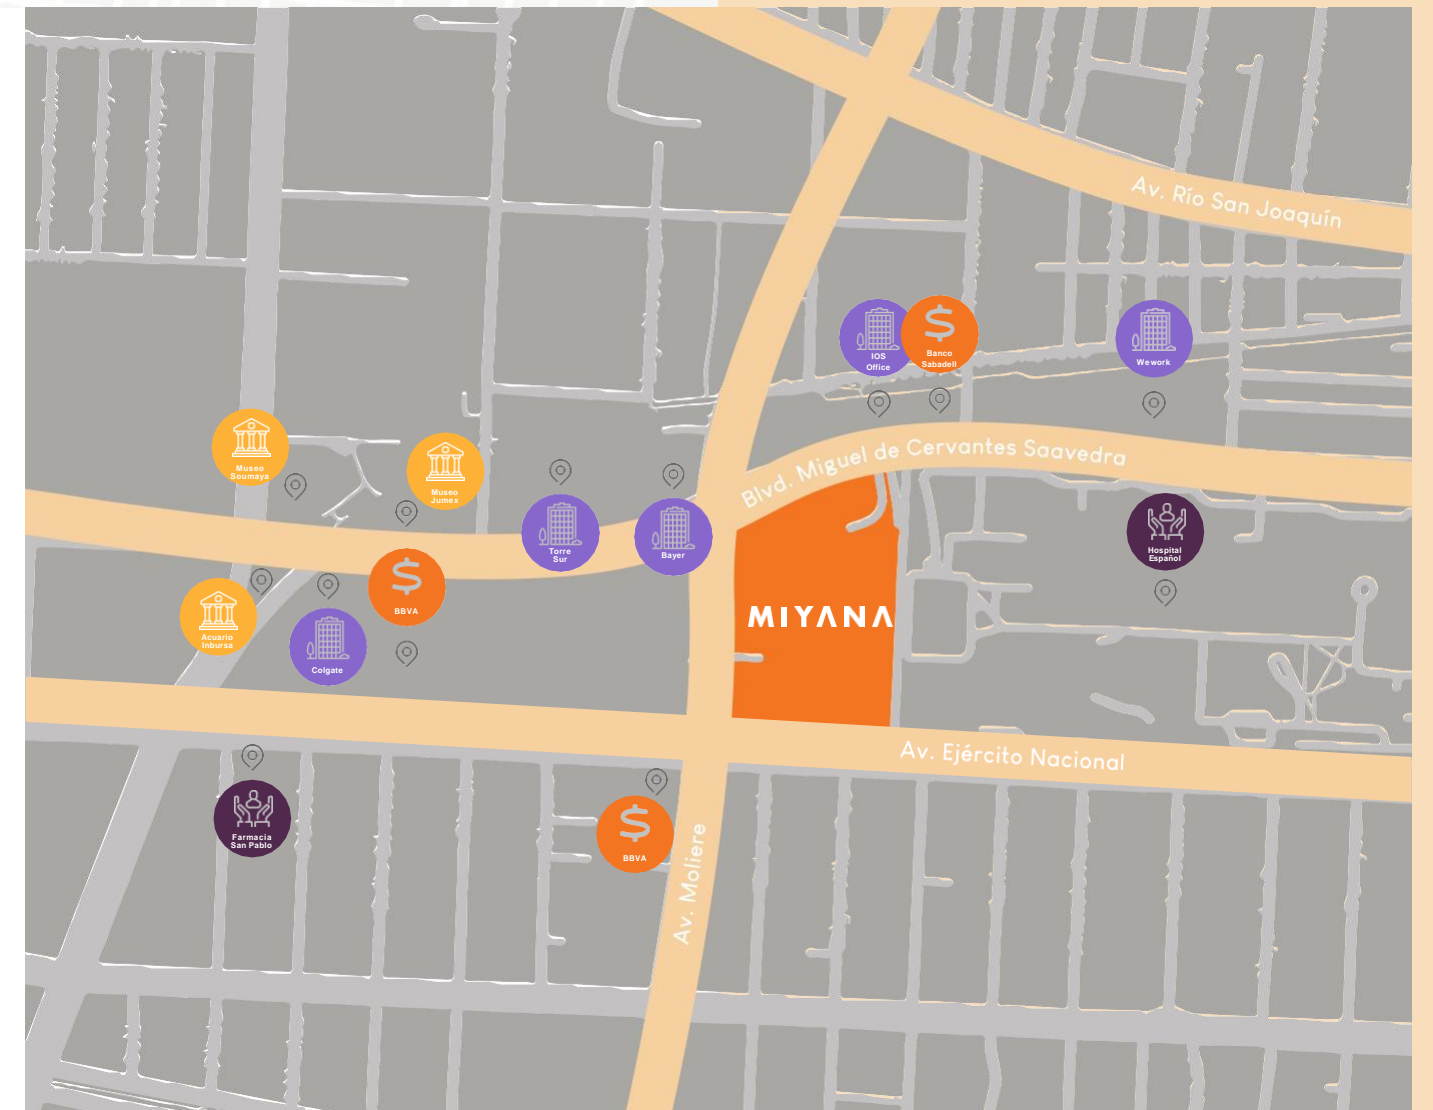 Av. Río San Joaquín
IOS
Office
Banco
Sabadell
Wework
Museo
Soumaya
Museo
Jumex
Blvd. Miguel de Cervantes Saavedra
Torre
Sur
Bayer
Hospital
Español
BBVA
MIYANA
Acuario
Inbursa
Colgate
Av. Ejército Nacional
Farmacia
San Pablo
BBVA
Av. Moliere